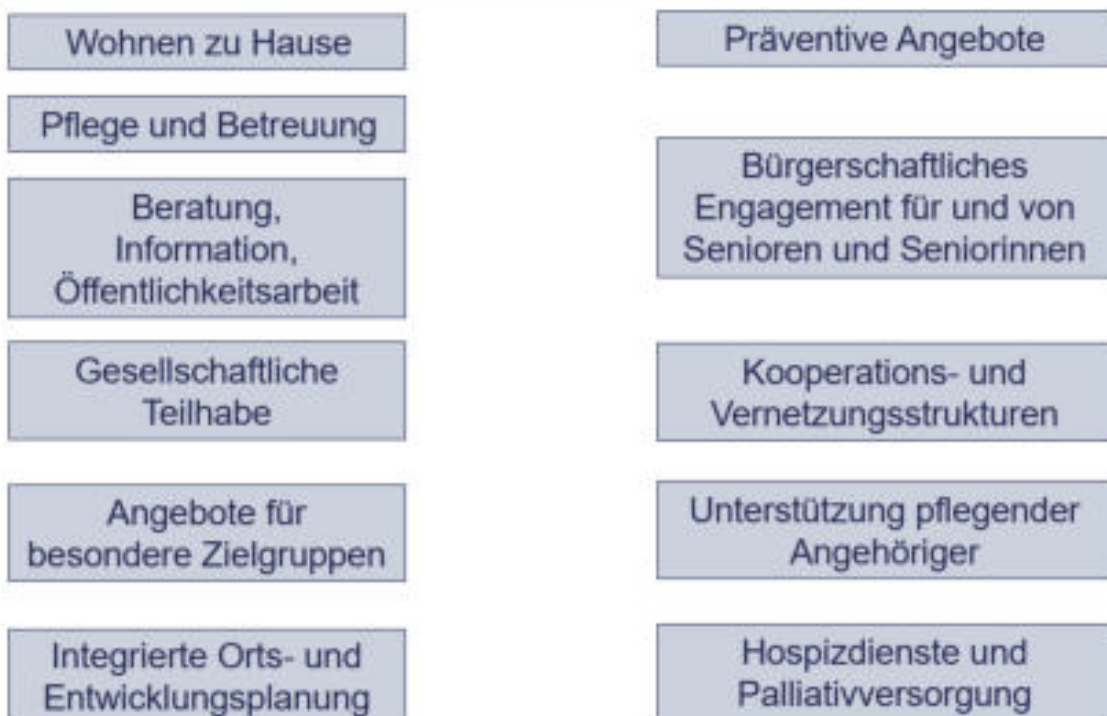 Wohnen zu Hause
Pflege und Betreuung
Beratung,
Information,
Öffentlichkeitsarbeit
Gesellschaftliche
Teilhabe
Angebote für
besondere Zielgruppen
Integrierte Orts- und
Entwicklungsplanung
Präventive Angebote
Bürgerschaftliches
Engagement für und von
Senioren und Seniorinnen
Kooperations- und
Vernetzungsstrukturen
Unterstützung pflegender
Angehöriger
Hospizdienste und
Palliativversorgung